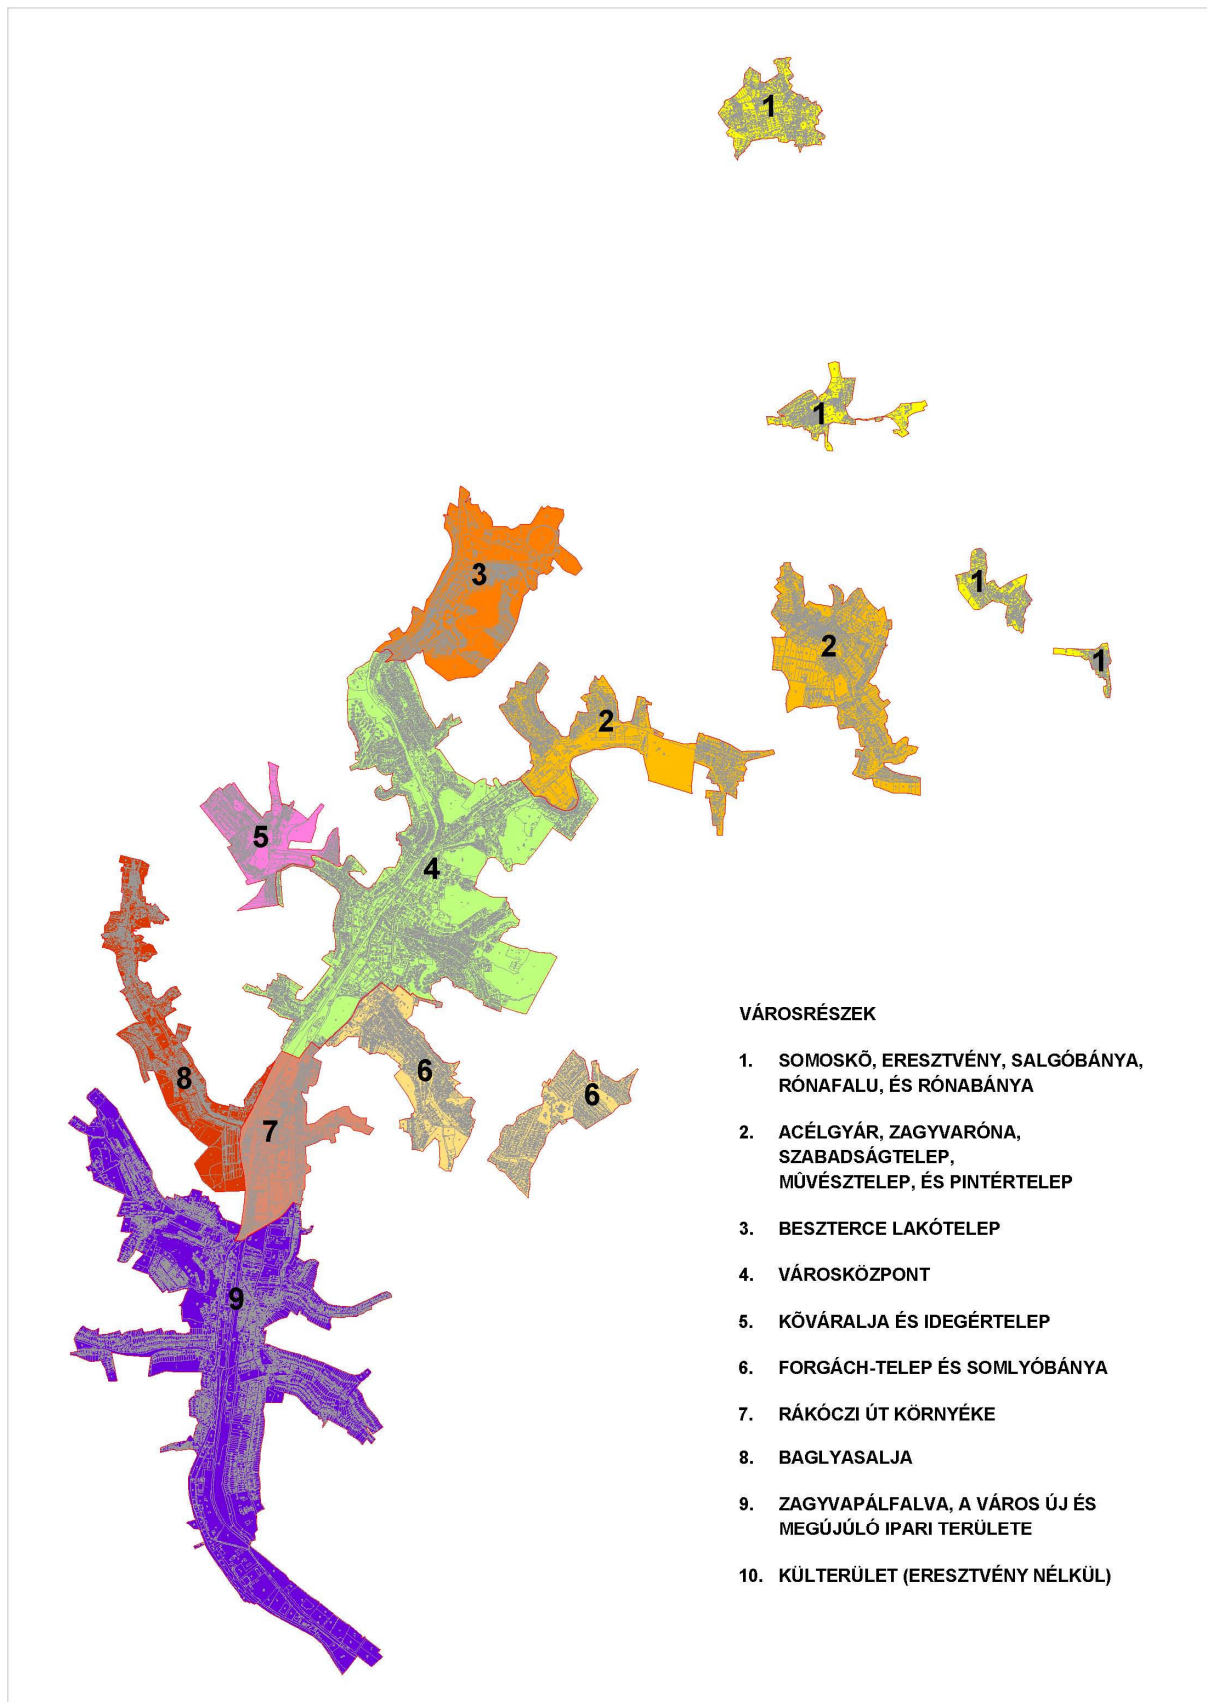 1
1
3
1
2
1
2
5
4
6
8
6
7
9
VÁROSRÉSZEK
1. SOMOSKÕ, ERESZTVÉNY, SALGÓBÁNYA,
RÓNAFALU, ÉS RÓNABÁNYA
2. ACÉLGYÁR, ZAGYVARÓNA,
SZABADSÁGTELEP,
MÛVÉSZTELEP, ÉS PINTÉRTELEP
3. BESZTERCE LAKÓTELEP
4. VÁROSKÖZPONT
5. KÕVÁRALJA ÉS IDEGÉRTELEP
6. FORGÁCH-TELEP ÉS SOMLYÓBÁNYA
7. RÁKÓCZI ÚT KÖRNYÉKE
8. BAGLYASALJA
9. ZAGYVAPÁLFALVA, A VÁROS ÚJ ÉS
MEGÚJÚLÓ IPARI TERÜLETE
10. KÜLTERÜLET (ERESZTVÉNY NÉLKÜL)